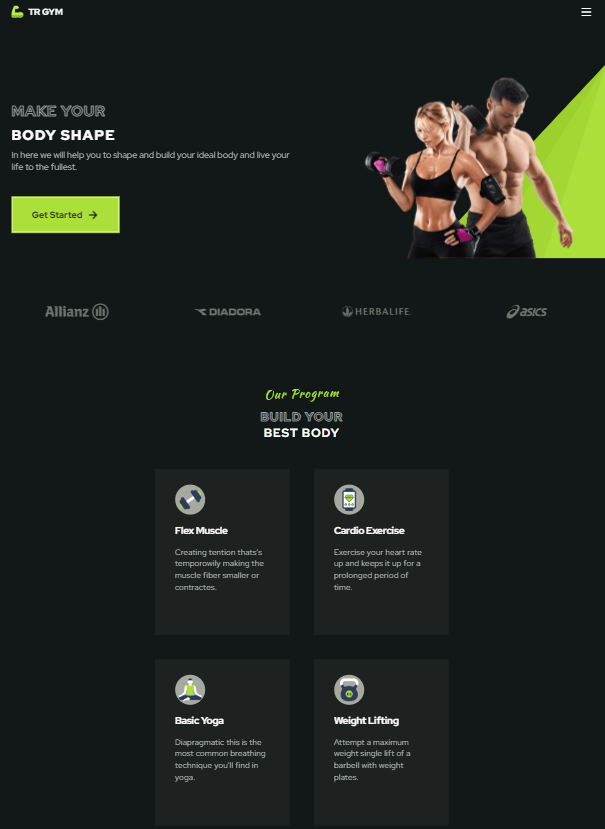 TR GYM
MAKE YOUR
BODY SHAPE
In here we will help you to shape and build your ideal body and live your
life to the fullest.
Get Started
Allianz
DIADORA
HERBALIFE
asics
Our Program
BUILD YOUR
BEST BODY
Flex Muscle
Creating tention thats's
temporowily making the
muscle fiber smaller or
contractes.
Cardio Exercise
Exercise your heart rate
up and keeps it up for a
prolonged period of
time.
Basic Yoga
Diapragmatic this is the
most common breathing
technique you'll find in
yoga.
Weight Lifting
Attempt a maximum
weight single lift of a
barbell with weight
plates.